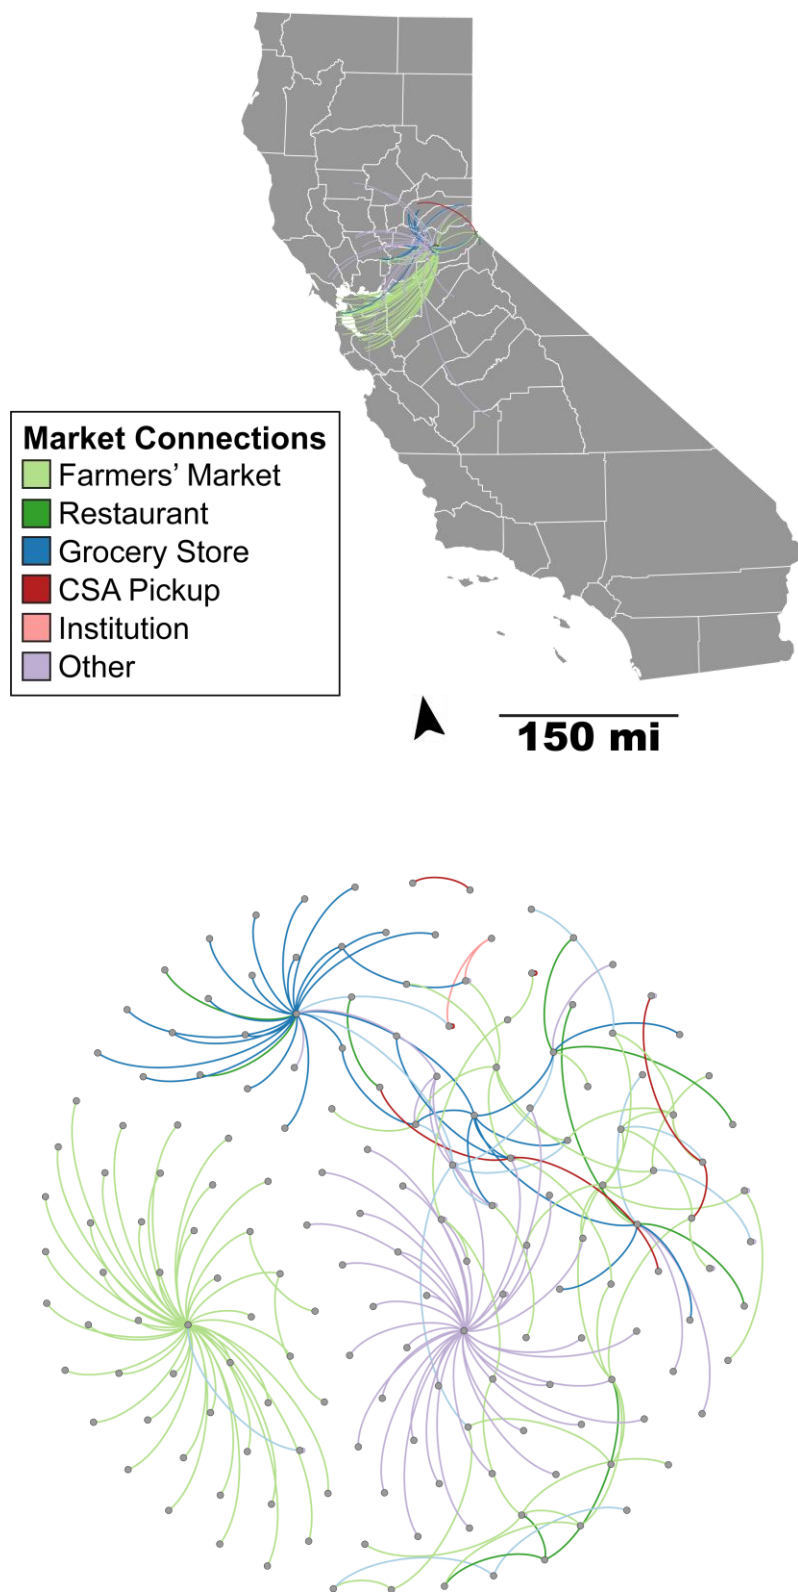 Market Connections
Farmers’ Market
Restaurant
Grocery Store
CSA Pickup
Institution
Other
150 mi